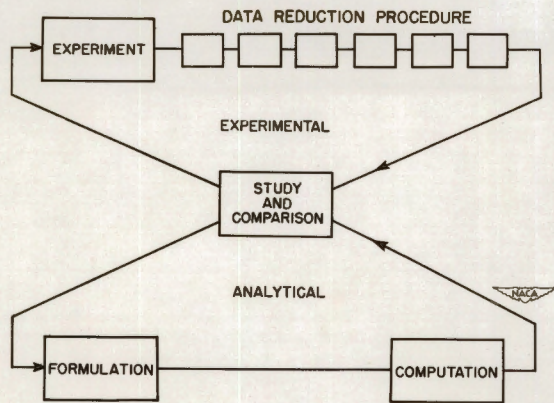 DATA REDUCTION PROCEDURE
EXPERIMENT
EXPERIMENTAL
STUDY
AND
COMPARISON
ANALYTICAL
NACA
FORMULATION
COMPUTATION